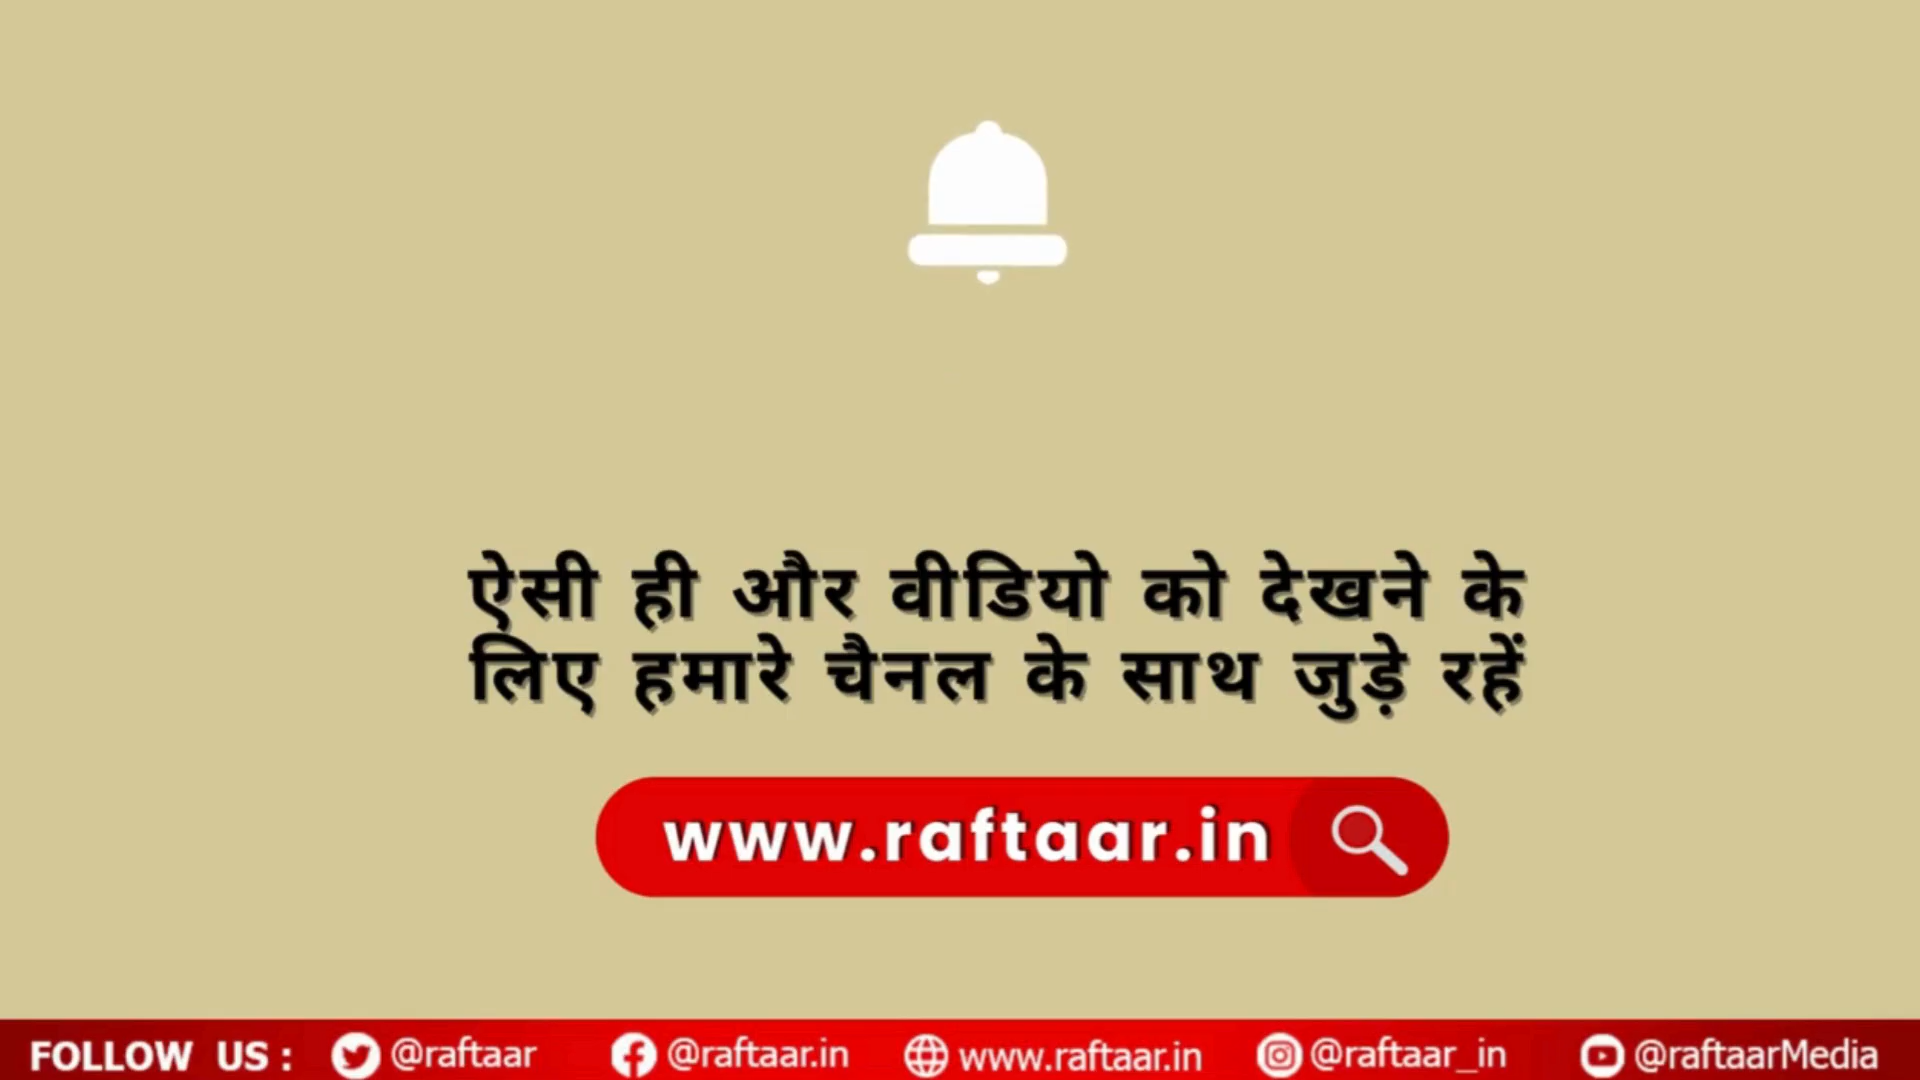 ऐसी ही और वीडियो को देखने के
लिए हमारे चैनल के साथ जुड़े रहें
www.raftaar.in
FOLLOW US : @raftaar @raftaar.in www.raftaar.in @raftaar_in @raftaarMedia